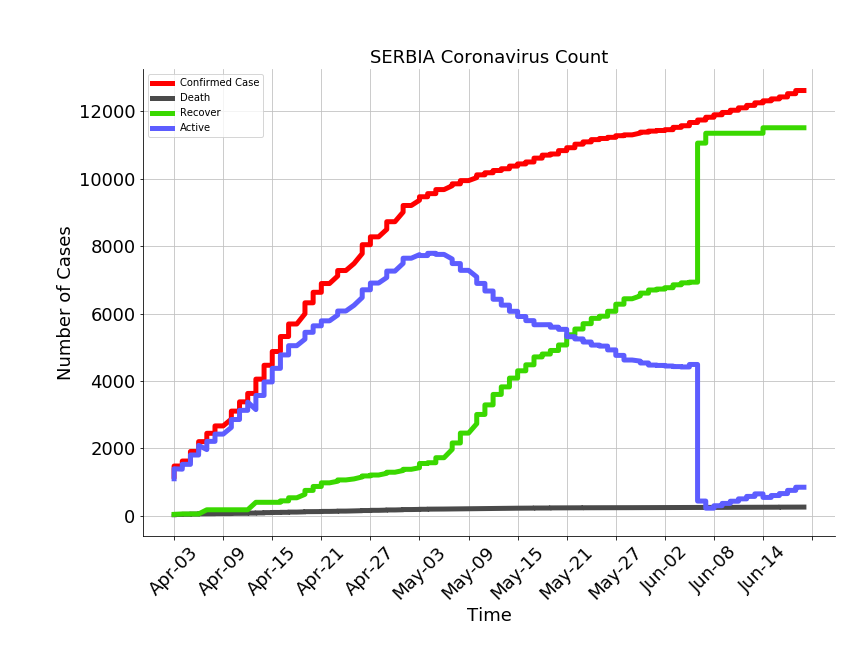 SERBIA Coronavirus Count
Confirmed Case
Death
Recover
Active
12000
10000
8000
6000
4000
2000
0
Number of Cases
Apr-03
Apr-09
Apr-15
Apr-21
Apr-27
May-03
May-09
May-15
May-21
May-27
Jun-02
Jun-08
Jun-14
Time